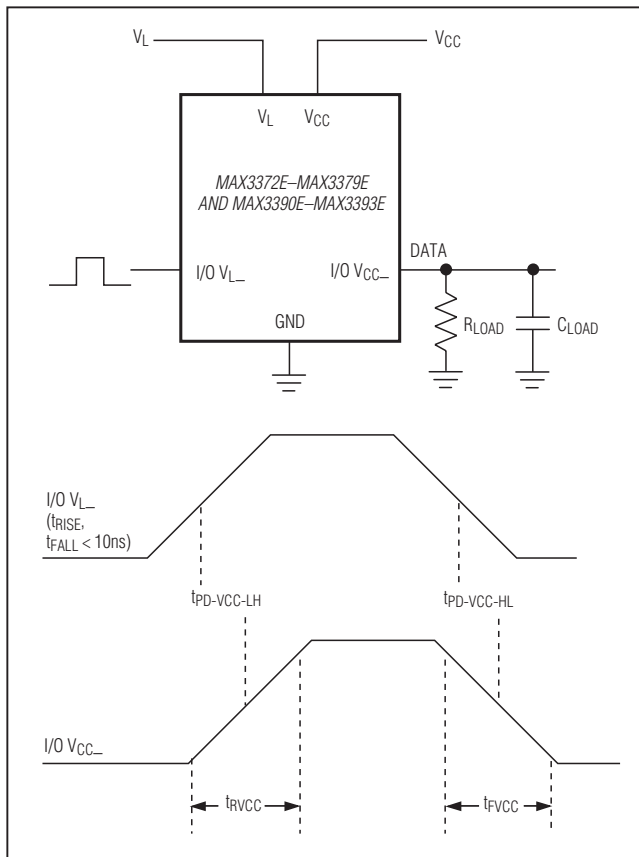 VL
VCC
VL VCC
MAX3372E–MAX3379E
AND MAX3390E–MAX3393E
DATA
I/O VL_
I/O VCC_
RLOAD
CLOAD
GND
I/O VL_
(tRISE,
tFALL < 10ns)
tPD-VCC-LH
tPD-VCC-HL
I/O VCC_
tRVCC
tFVCC